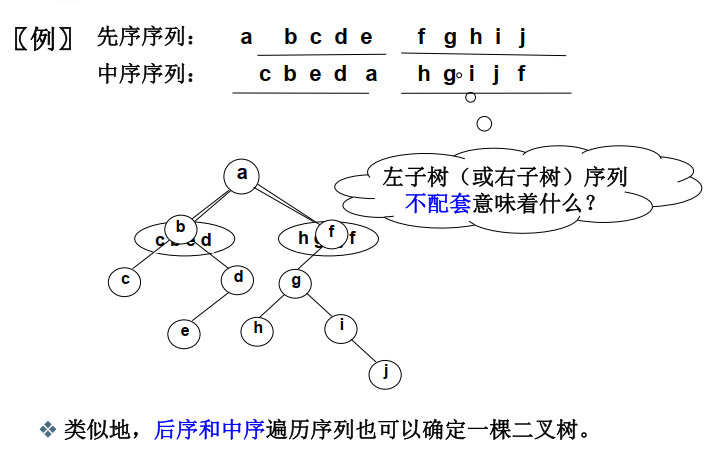 〖例〗 先序序列： a b c d e f g h i j
中序序列： c b e d a h g i j f
左子树（或右子树）序列
不配套意味着什么？
a
b
c b e d
f
h g f
c
d
g
e
h
i
j
❖ 类似地，后序和中序遍历序列也可以确定一棵二叉树。